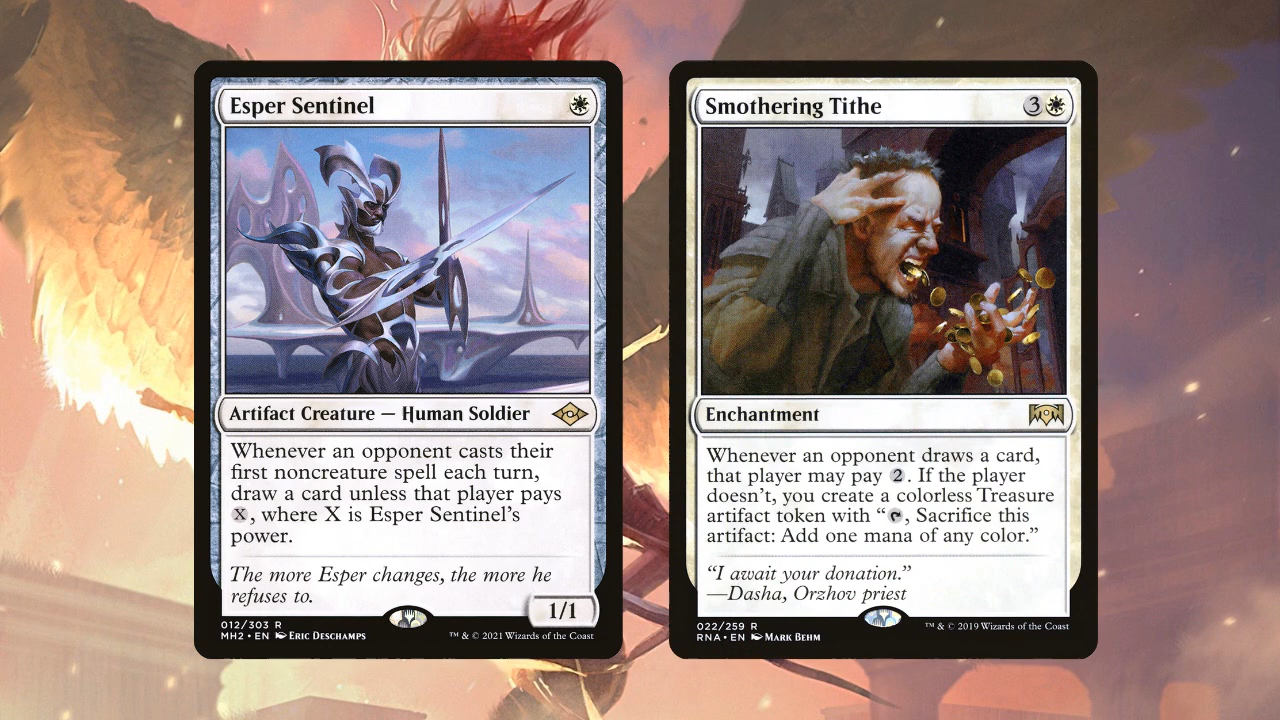 Esper Sentinel
Artifact Creature — Human Soldier
Whenever an opponent casts their
first noncreature spell each turn,
draw a card unless that player pays
X, where X is Esper Sentinel's
power.
The more Esper changes, the more he
refuses to.
1/1
012/303 R
MH2 • EN Eric Deschamps
™ & © 2021 Wizards of the Coast
Smothering Tithe
3
Enchantment
Whenever an opponent draws a card,
that player may pay 2. If the player
doesn't, you create a colorless Treasure
artifact token with “, Sacrifice this
artifact: Add one mana of any color.”
“I await your donation.”
—Dasha, Orzhov priest
022/259 R
RNA • EN Mark Behm
™ & © 2019 Wizards of the Coast